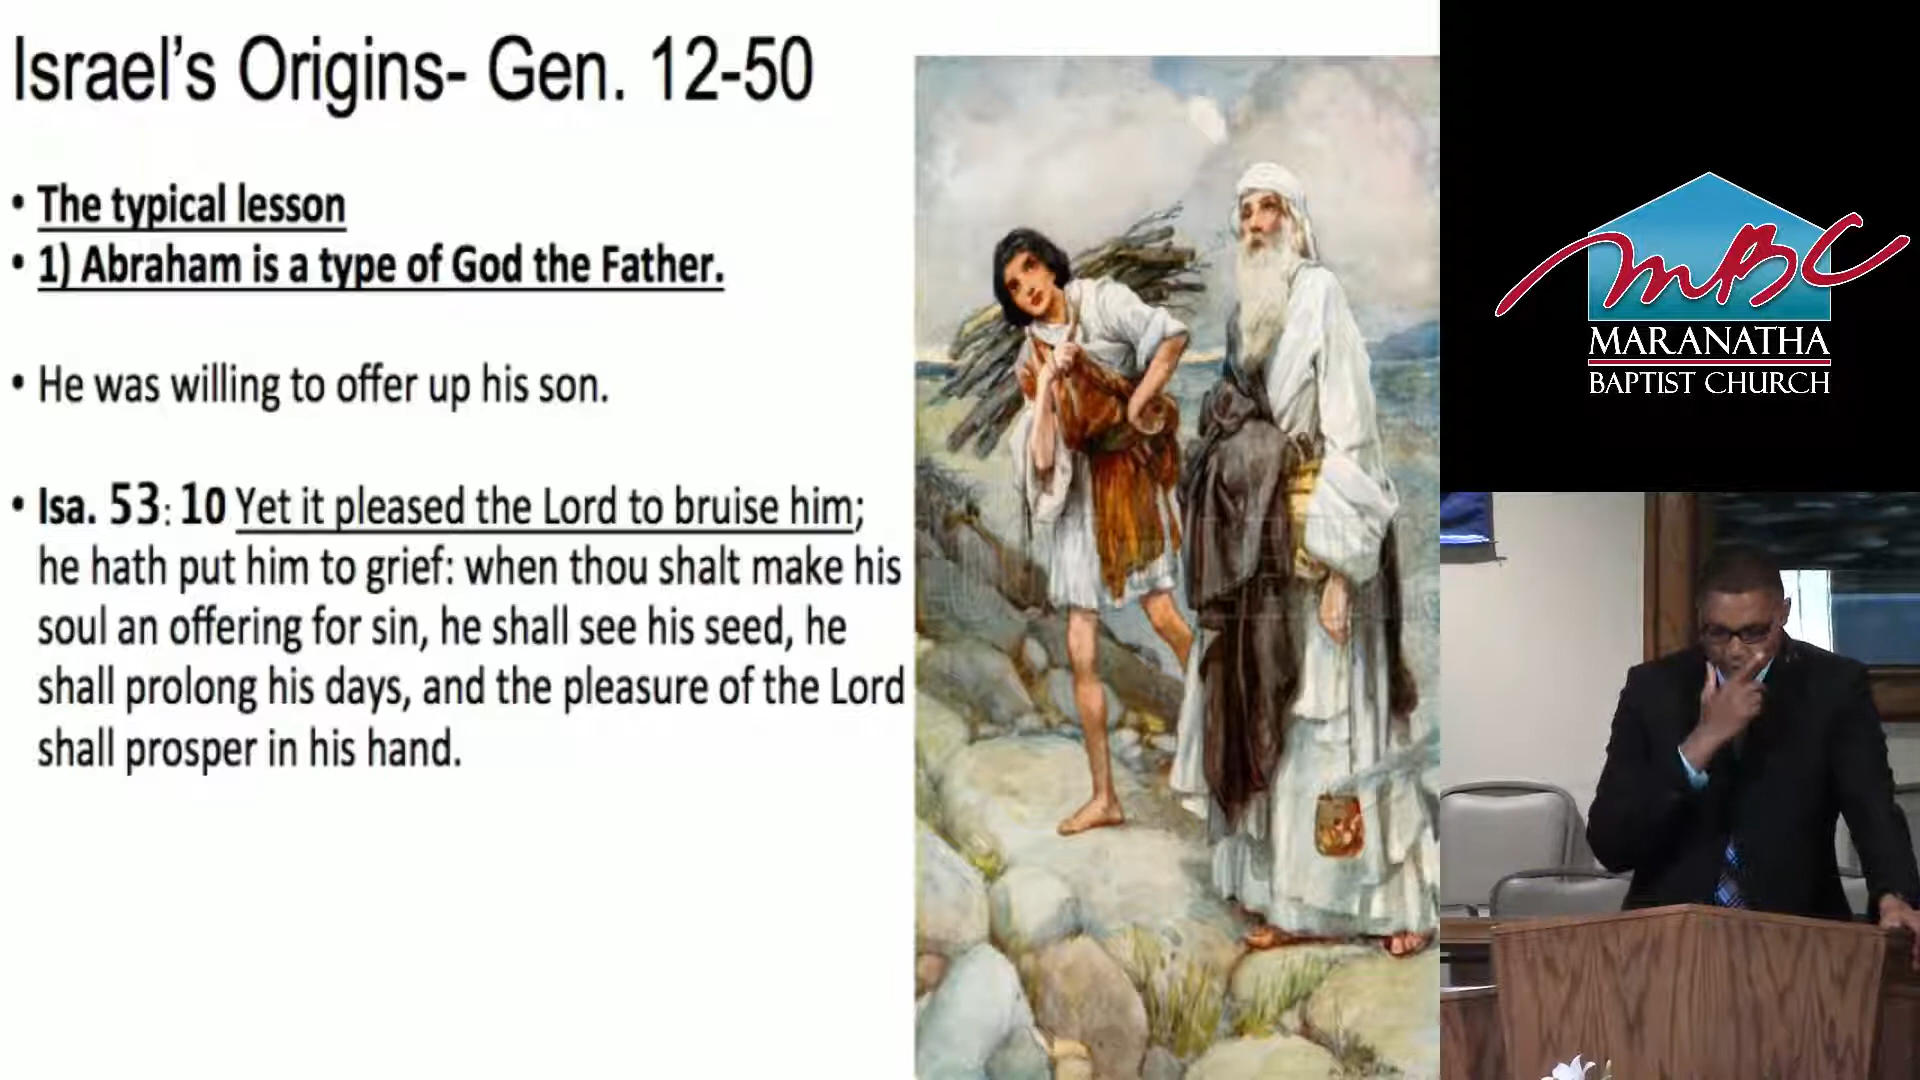 Israel's Origins- Gen. 12-50
• The typical lesson
• 1) Abraham is a type of God the Father.
• He was willing to offer up his son.
• Isa. 53: 10 Yet it pleased the Lord to bruise him;
he hath put him to grief: when thou shalt make his
soul an offering for sin, he shall see his seed, he
shall prolong his days, and the pleasure of the Lord
shall prosper in his hand.
mBC
MARANATHA
BAPTIST CHURCH